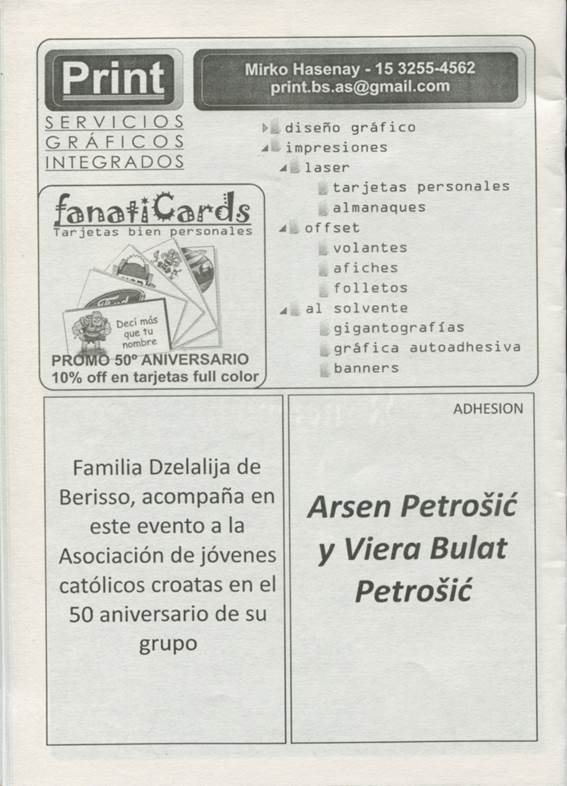 Print
SERVICIOS
GRÁFICOS
INTEGRADOS
Mirko Hasenay - 15 3255-4562
print.bs.as@gmail.com
diseño gráfico
impresiones
laser
tarjetas personales
almanaques
offset
volantes
afiches
folletos
al solvente
gigantografías
gráfica autoadhesiva
banners
fanatiCards
Tarjetas bien personales
Ford
Decí más
que tu
nombre
PROMO 50º ANIVERSARIO
10% off en tarjetas full color
Familia Dzelalija de
Berisso, acompaña en
este evento a la
Asociación de jóvenes
católicos croatas en el
50 aniversario de su
grupo
ADHESION
Arsen Petrošić
y Viera Bulat
Petrošić